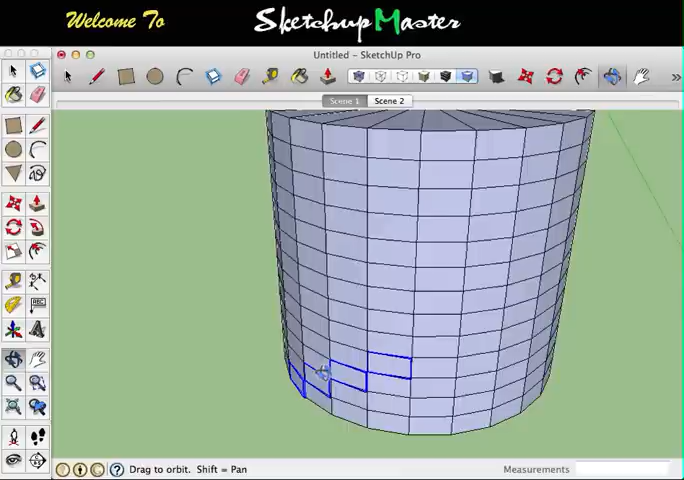 Welcome To SketchupMaster
Untitled - SketchUp Pro
Scene 1 Scene 2
Drag to orbit. Shift = Pan
Measurements